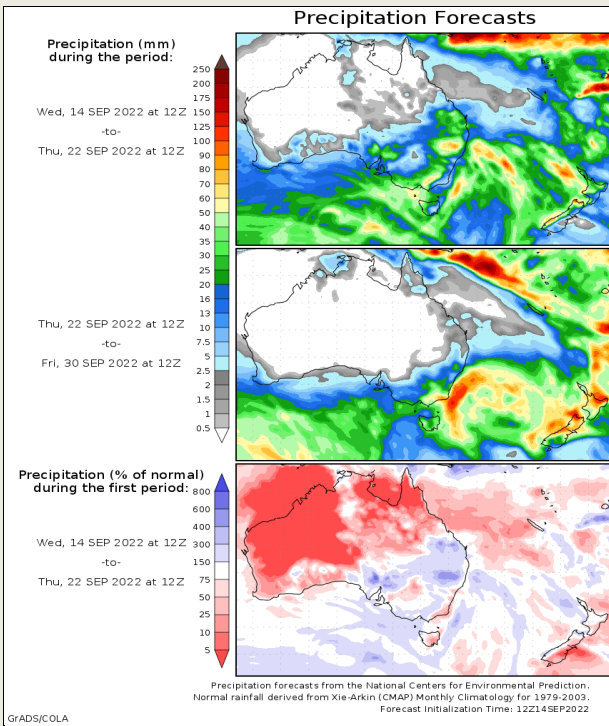 Precipitation Forecasts
Precipitation (mm)
during the period:
Wed, 14 SEP 2022 at 12Z
-to-
Thu, 22 SEP 2022 at 12Z
250
200
175
150
125
100
90
80
70
60
50
40
35
30
25
20
16
13
10
7.5
5
2.5
2
1.5
1
0.5
Thu, 22 SEP 2022 at 12Z
-to-
Fri, 30 SEP 2022 at 12Z
Precipitation (% of normal)
during the first period:
Wed, 14 SEP 2022 at 12Z
-to-
Thu, 22 SEP 2022 at 12Z
800
600
400
300
150
75
50
25
10
5
Precipitation forecasts from the National Centers for Environmental Prediction.
Normal rainfall derived from Xie-Arkin (CMAP) Monthly Climatology for 1979-2003.
Forecast Initialization Time: 12Z14SEP2022
GrADS/COLA